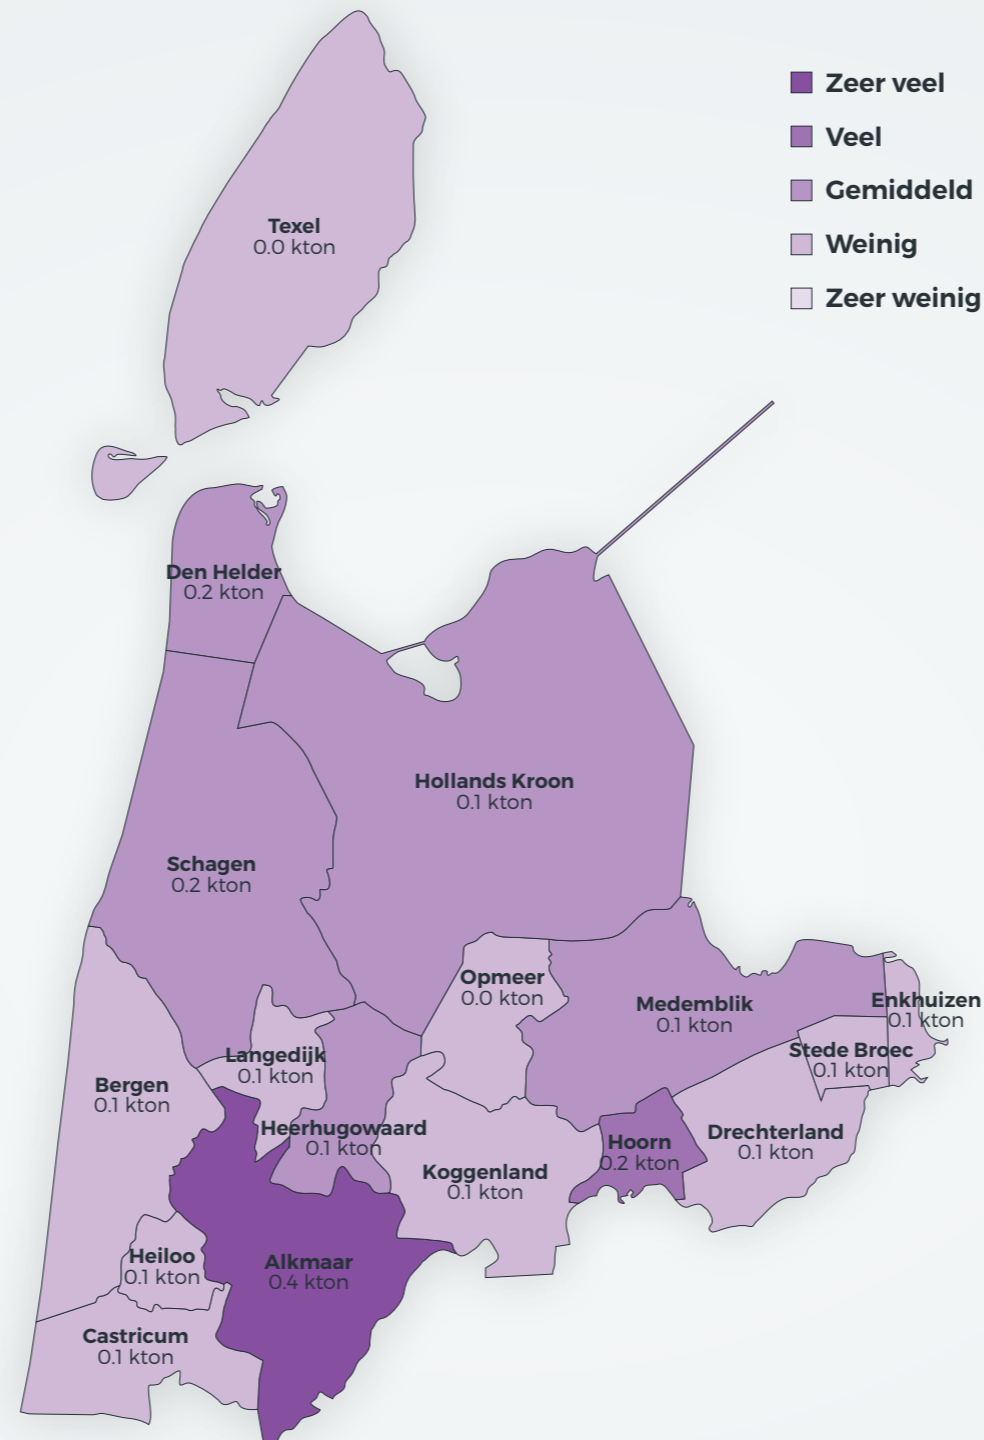 Zeer veel
Veel
Gemiddeld
Weinig
Zeer weinig
Texel
0.0 kton
Den Helder
0.2 kton
Hollands Kroon
0.1 kton
Schagen
0.2 kton
Opmeer
0.0 kton
Medemblik
0.1 kton
Enkhuizen
0.1 kton
Stede Broec
0.1 kton
Langedijk
0.1 kton
Bergen
0.1 kton
Heerhugowaard
0.1 kton
Hoorn
0.2 kton
Drechterland
0.1 kton
Koggenland
0.1 kton
Heiloo
0.1 kton
Alkmaar
0.4 kton
Castricum
0.1 kton